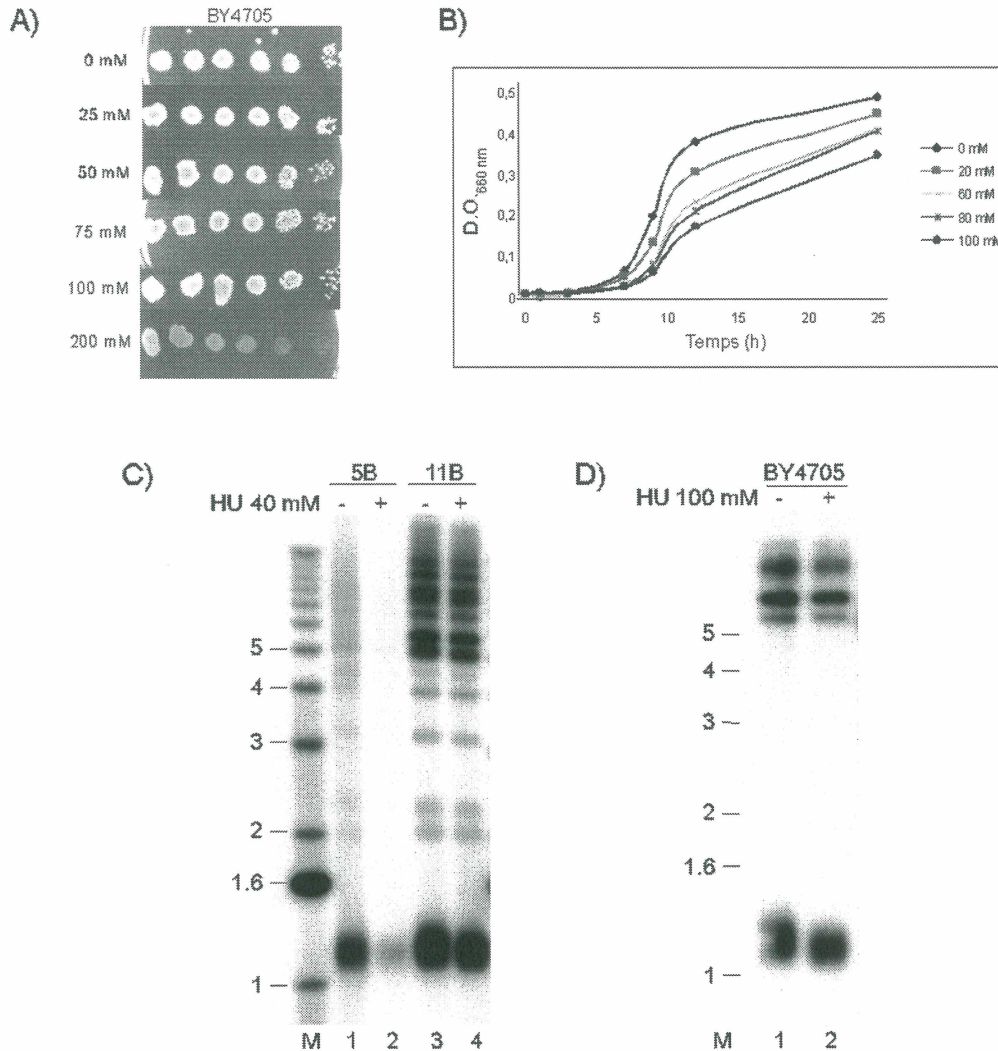 A)
BY4705
0 mM
25 mM
50 mM
75 mM
100 mM
200 mM
B)
D.O.660 nm
0,5
0,4
0,3
0,2
0,1
0
0 5 10 15 20 25
Temps (h)
0 mM
20 mM
60 mM
80 mM
100 mM
C)
5B 11B
HU 40 mM - + - +
5
4
3
2
1.6
1
M 1 2 3 4
D)
BY4705
HU 100 mM - +
5
4
3
2
1.6
1
M 1 2